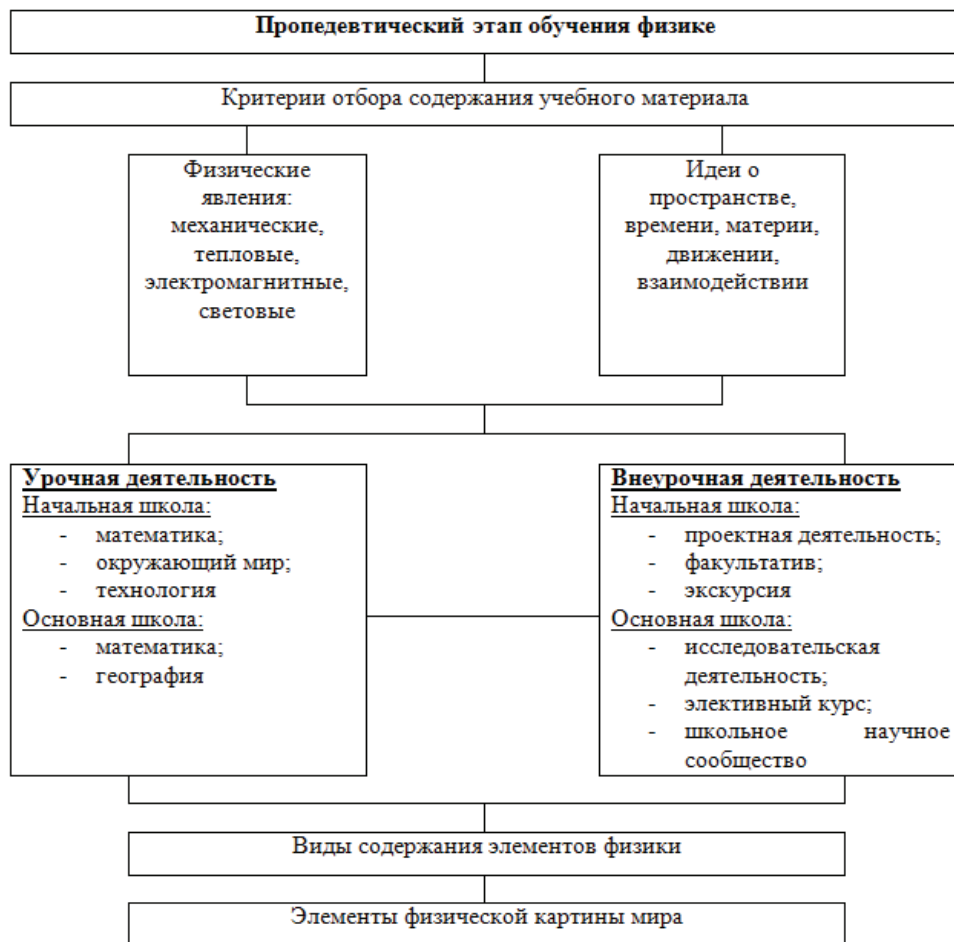 Пропедевтический этап обучения физике
Критерии отбора содержания учебного материала
Физические
явления:
механические,
тепловые,
электромагнитные,
световые
Идеи о
пространстве,
времени, материи,
движении,
взаимодействии
Урочная деятельность
Начальная школа:
- математика;
- окружающий мир;
- технология
Основная школа:
- математика;
- география
Внеурочная деятельность
Начальная школа:
- проектная деятельность;
- факультатив;
- экскурсия
Основная школа:
- исследовательская
деятельность;
- элективный курс;
- школьное научное
сообщество
Виды содержания элементов физики
Элементы физической картины мира